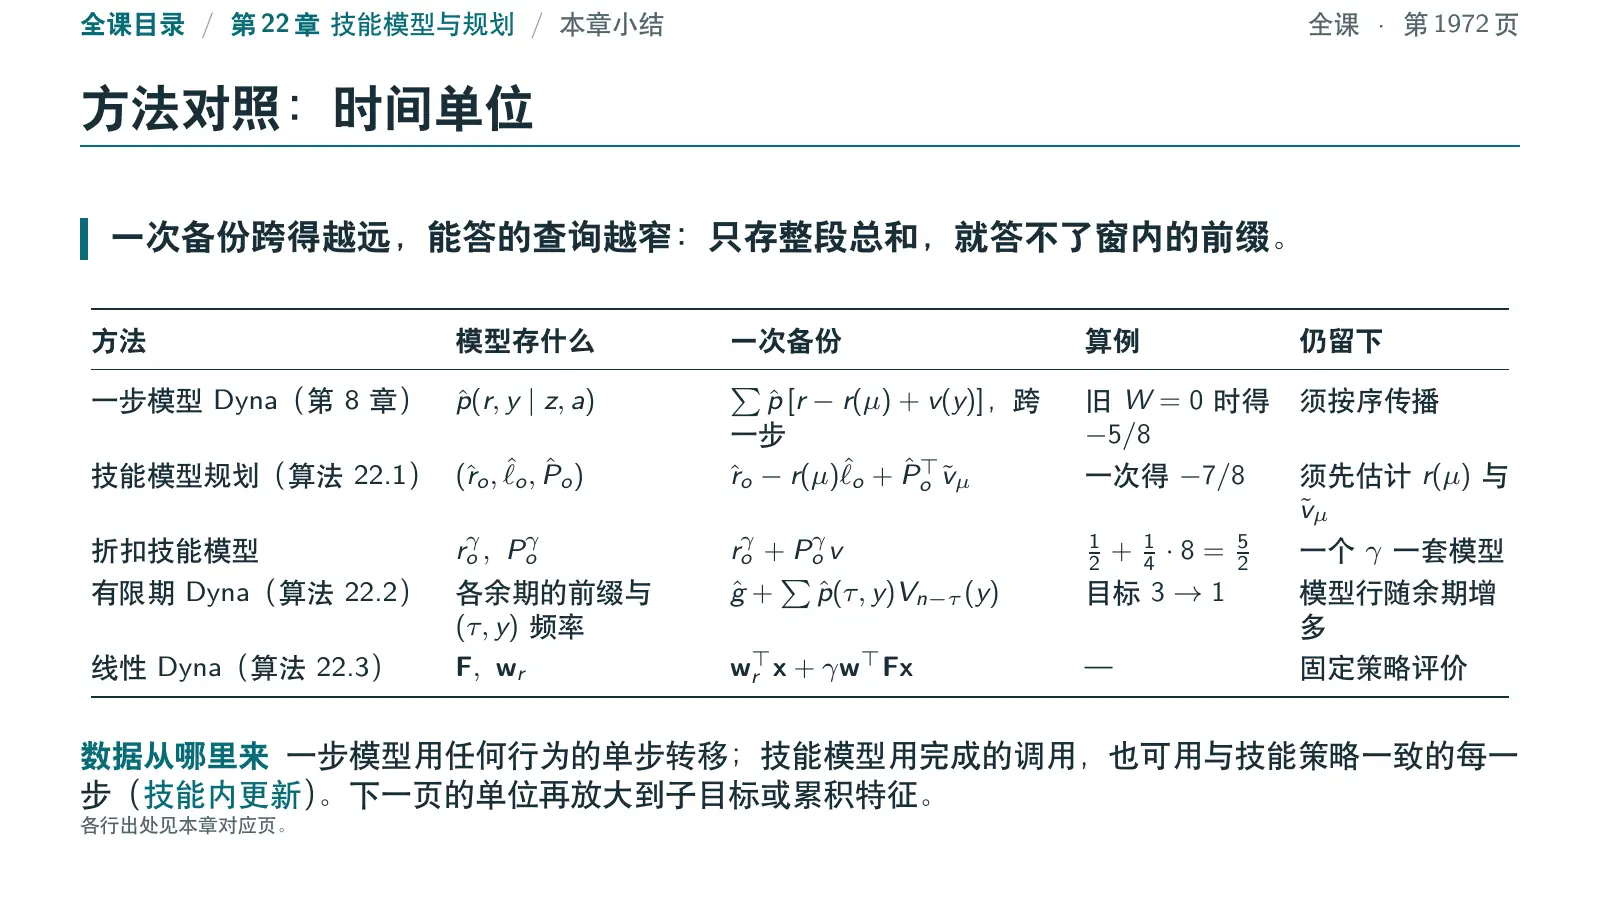 全课目录 / 第 22 章 技能模型与规划 / 本章小结
全课 · 第 1972 页
方法对照：时间单位
一次备份跨得越远，能答的查询越窄：只存整段总和，就答不了窗内的前缀。
方法 模型存什么 一次备份 算例 仍留下
一步模型 Dyna（第 8 章） p̂(r, y | z, a) ∑ p̂ [r − r(μ) + v(y)]，跨一步 旧 W = 0 时得 −5/8 须按序传播
技能模型规划（算法 22.1） (r̂ₒ, ℓ̂ₒ, P̂ₒ) r̂ₒ − r(μ)ℓ̂ₒ + P̂ₒ^⊤ ṽ_μ 一次得 −7/8 须先估计 r(μ) 与 ṽ_μ
折扣技能模型 rₒ^γ, Pₒ^γ rₒ^γ + Pₒ^γ v 1/2 + 1/4 · 8 = 5/2 一个 γ 一套模型
有限期 Dyna（算法 22.2） 各余期的前缀与 (τ, y) 频率 ĝ + ∑ p̂(τ, y)V_{n−τ}(y) 目标 3 → 1 模型行随余期增多
线性 Dyna（算法 22.3） F, w_r w_r^⊤ x + γw^⊤Fx — 固定策略评价
数据从哪里来 一步模型用任何行为的单步转移；技能模型用完成的调用，也可用与技能策略一致的每一
步（技能内更新）。下一页的单位再放大到子目标或累积特征。
各行出处见本章对应页。